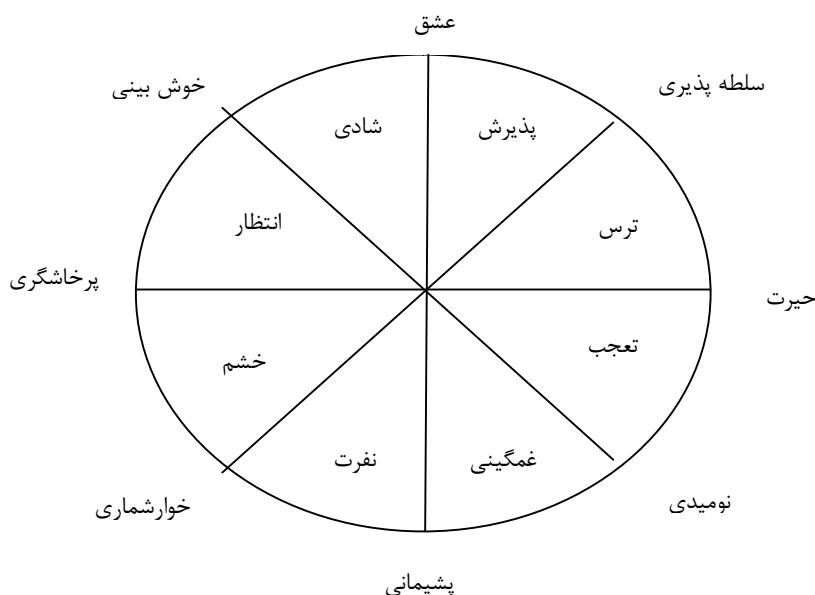 عشق
سلطه پذیری
خوش بینی
پذیرش
شادی
ترس
انتظار
حیرت
پرخاشگری
تعجب
خشم
غمگینی
نفرت
نومیدی
خوارشماری
پشیمانی